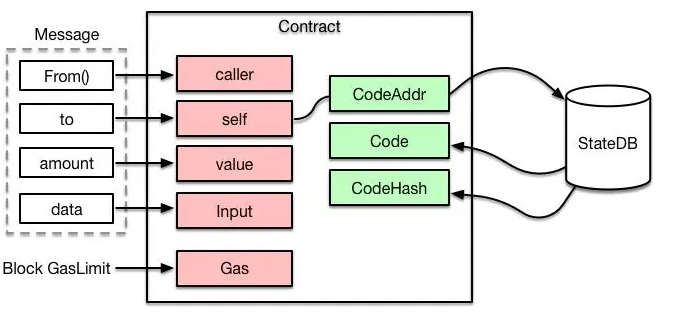 Message
From()
to
amount
data
Block GasLimit
Contract
caller
self
value
Input
Gas
CodeAddr
Code
CodeHash
StateDB